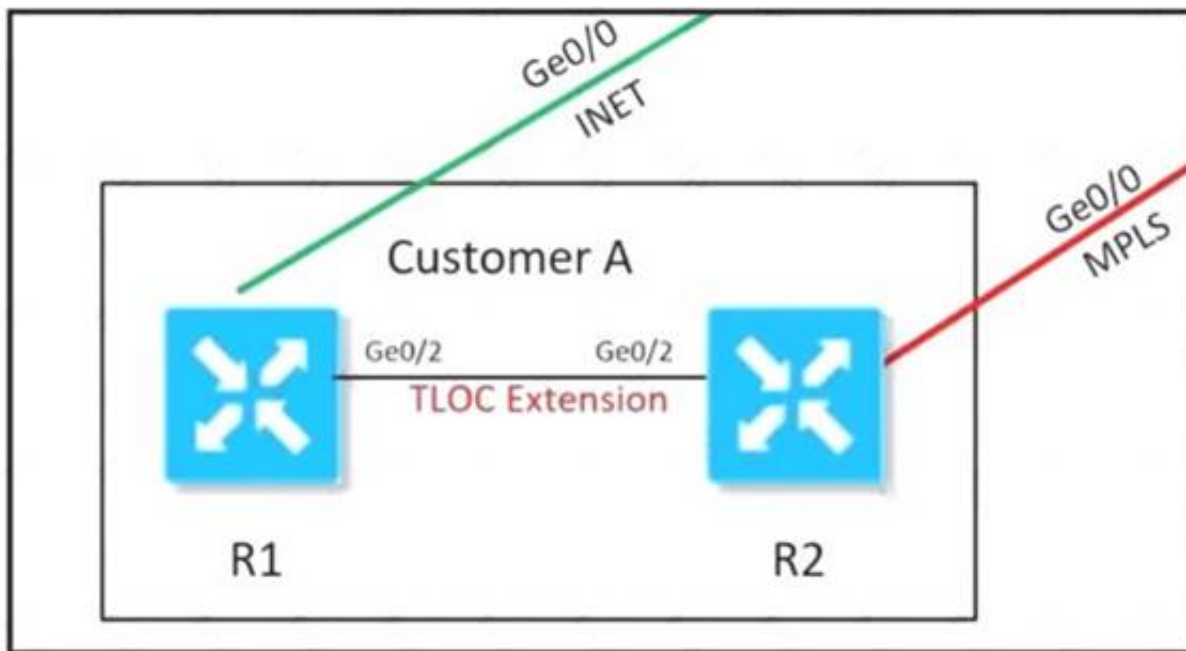 Ge0/0
INET
Ge0/0
MPLS
Customer A
Ge0/2
Ge0/2
TLOC Extension
R1
R2